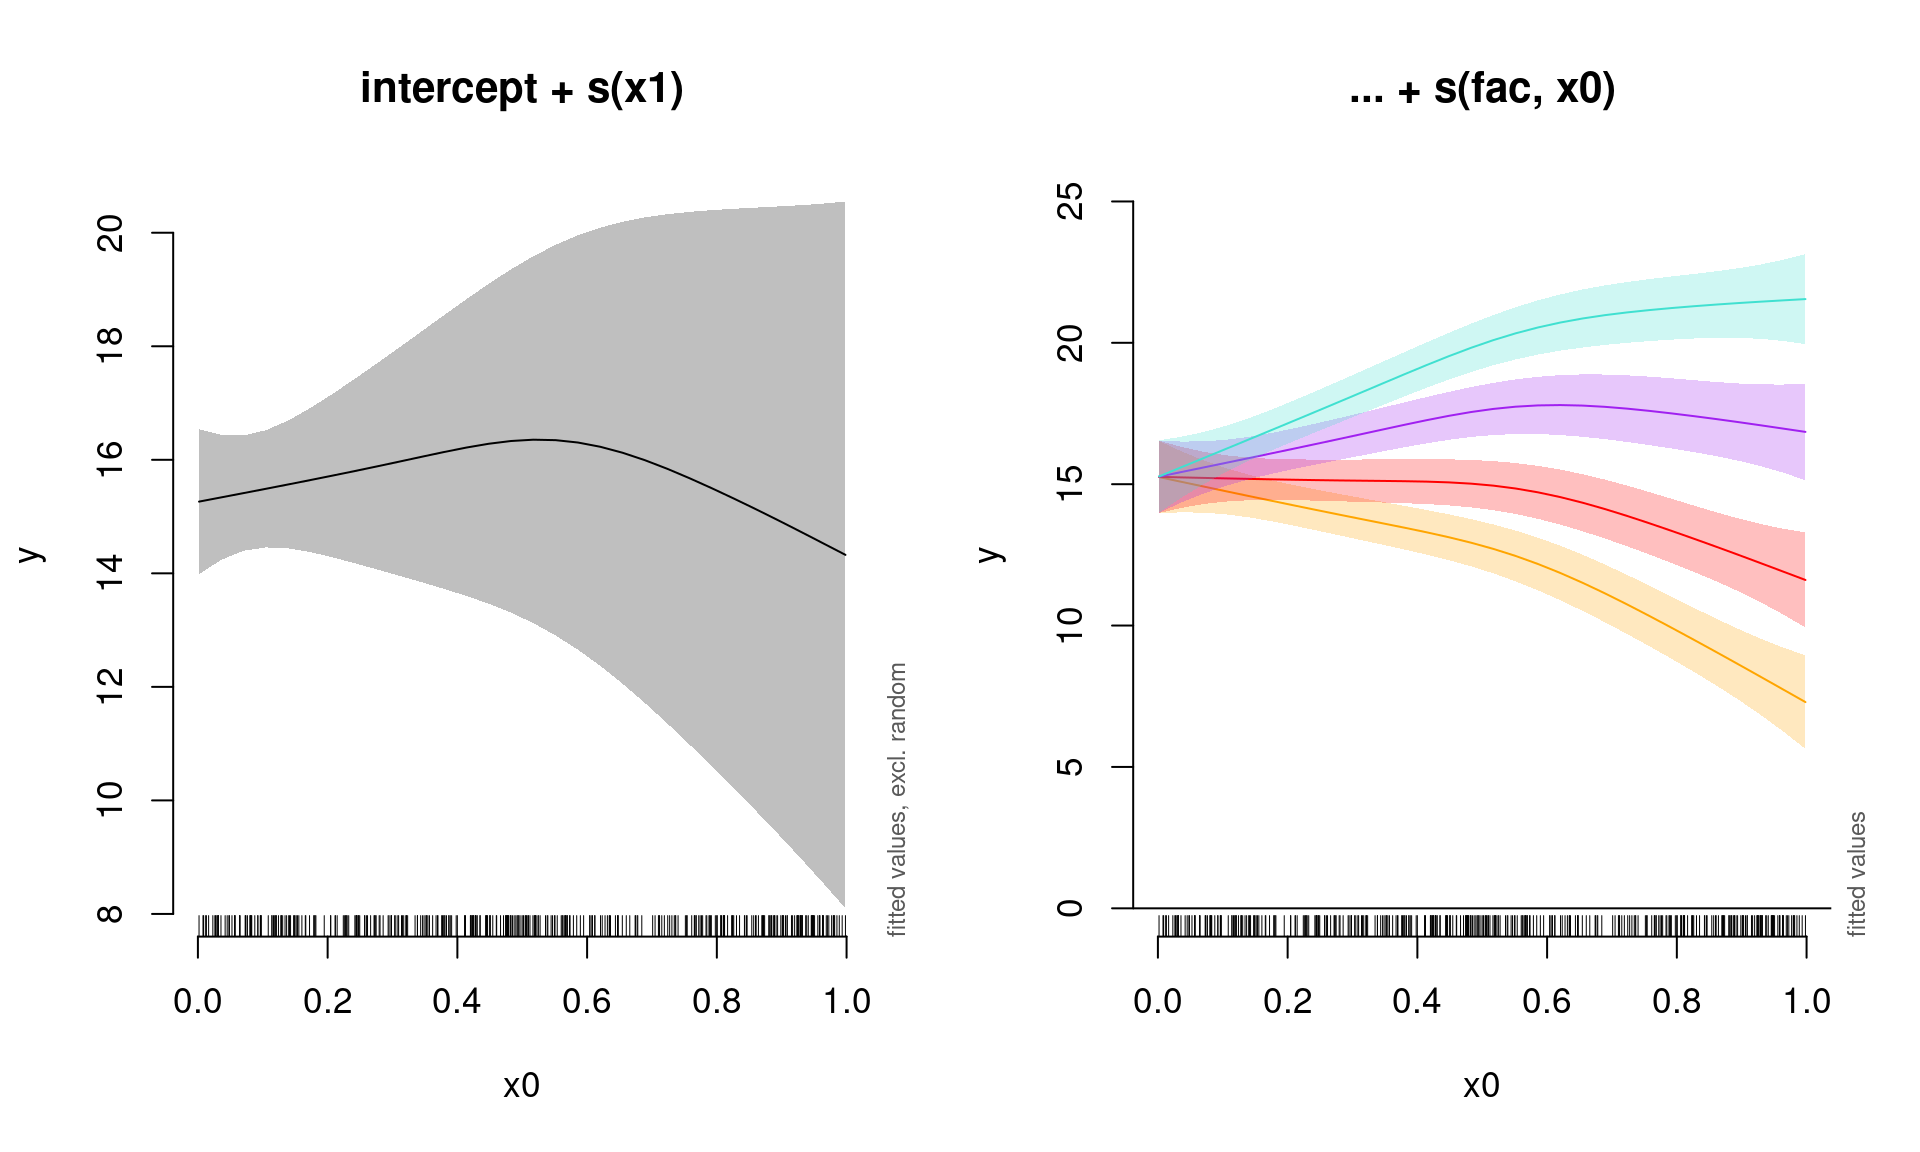 intercept + s(x1)
y
20
18
16
14
12
10
8
0.0 0.2 0.4 0.6 0.8 1.0
x0
fitted values, excl. random
... + s(fac, x0)
y
25
20
15
10
5
0
0.0 0.2 0.4 0.6 0.8 1.0
x0
fitted values